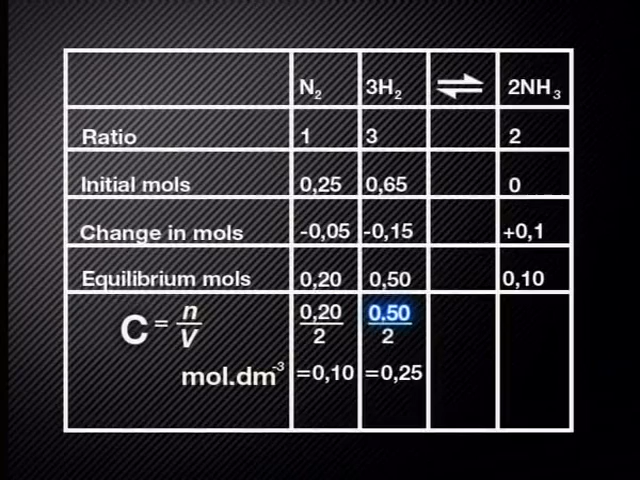 N₂ 3H₂ ⇌ 2NH₃
Ratio 1 3 2
Initial mols 0,25 0,65 0
Change in mols -0,05 -0,15 +0,1
Equilibrium mols 0,20 0,50 0,10
C = n/V 0,20/2 0,50/2
mol.dm⁻³ =0,10 =0,25